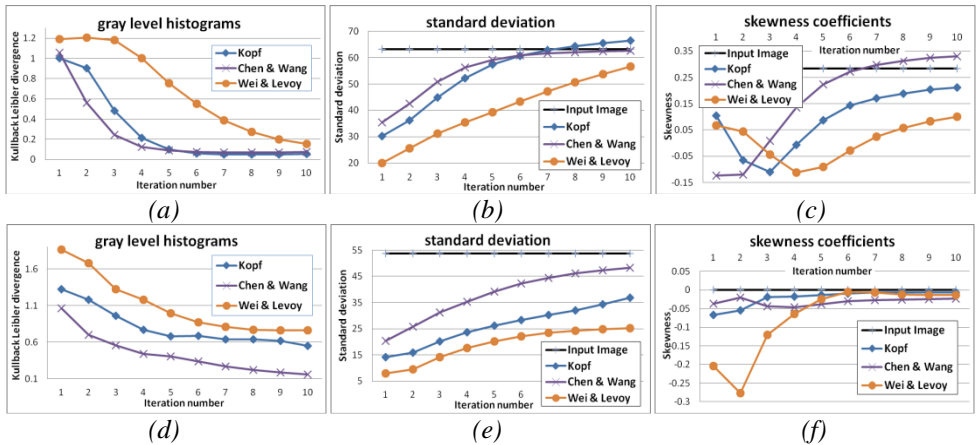 gray level histograms
Kullback Leibler divergence
1.2
1
0.8
0.6
0.4
0.2
0
Kopf
Chen & Wang
Wei & Levoy
1 2 3 4 5 6 7 8 9 10
Iteration number
(a)
standard deviation
Standard deviation
70
60
50
40
30
20
Input Image
Kopf
Chen & Wang
Wei & Levoy
1 2 3 4 5 6 7 8 9 10
Iteration number
(b)
skewness coefficients
Iteration number
1 2 3 4 5 6 7 8 9 10
Skewness
0.35
0.25
0.15
0.05
-0.05
-0.15
Input Image
Kopf
Chen & Wang
Wei & Levoy
(c)
gray level histograms
Kullback Leibler divergence
1.6
1.1
0.6
0.1
Kopf
Chen & Wang
Wei & Levoy
1 2 3 4 5 6 7 8 9 10
Iteration number
(d)
standard deviation
Standard deviation
55
45
35
25
15
5
Input Image
Kopf
Chen & Wang
Wei & Levoy
1 2 3 4 5 6
Iteration number
(e)
skewness coefficients
1 2 3 4 5 6 7 8 9 10
Iteration number
Skewness
0.05
0
-0.05
-0.1
-0.15
-0.2
-0.25
-0.3
Input Image
Kopf
Chen & Wang
Wei & Levoy
(f)